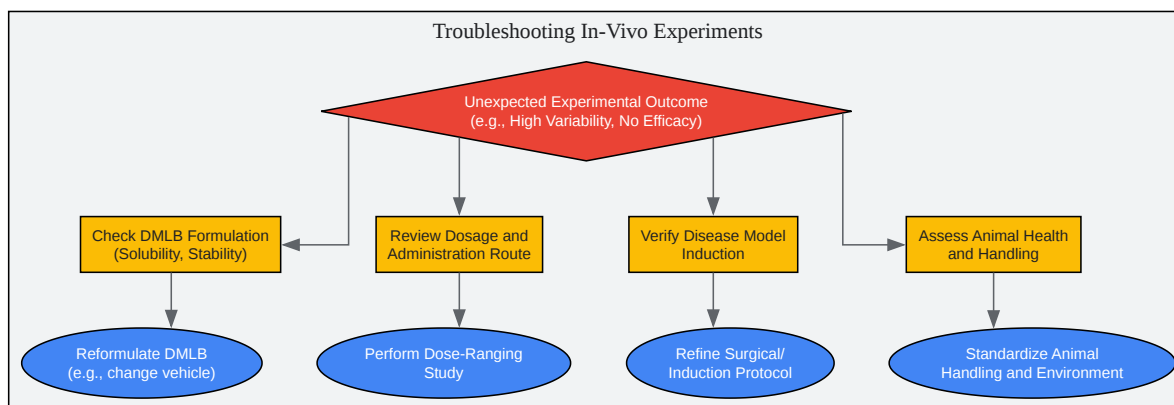 Troubleshooting In-Vivo Experiments
Unexpected Experimental Outcome
(e.g., High Variability, No Efficacy)
Check DMLB Formulation
(Solubility, Stability)
Review Dosage and
Administration Route
Verify Disease Model
Induction
Assess Animal Health
and Handling
Reformulate DMLB
(e.g., change vehicle)
Perform Dose-Ranging
Study
Refine Surgical/
Induction Protocol
Standardize Animal
Handling and Environment